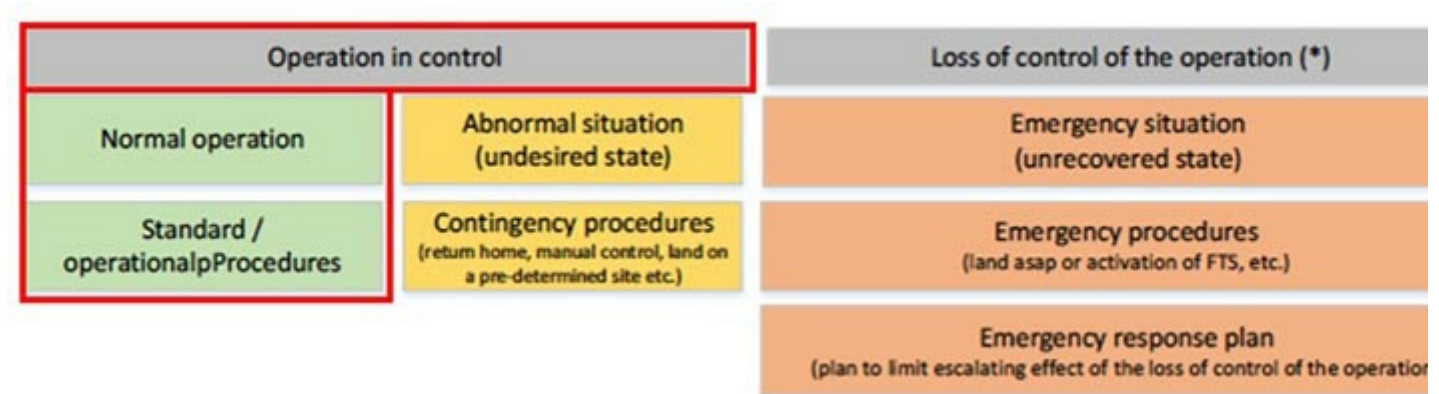 Operation in control
Loss of control of the operation (*)
Normal operation
Abnormal situation
(undesired state)
Emergency situation
(unrecovered state)
Standard /
operationalpProcedures
Contingency procedures
(return home, manual control, land on
a pre-determined site etc.)
Emergency procedures
(land asap or activation of FTS, etc.)
Emergency response plan
(plan to limit escalating effect of the loss of control of the operation